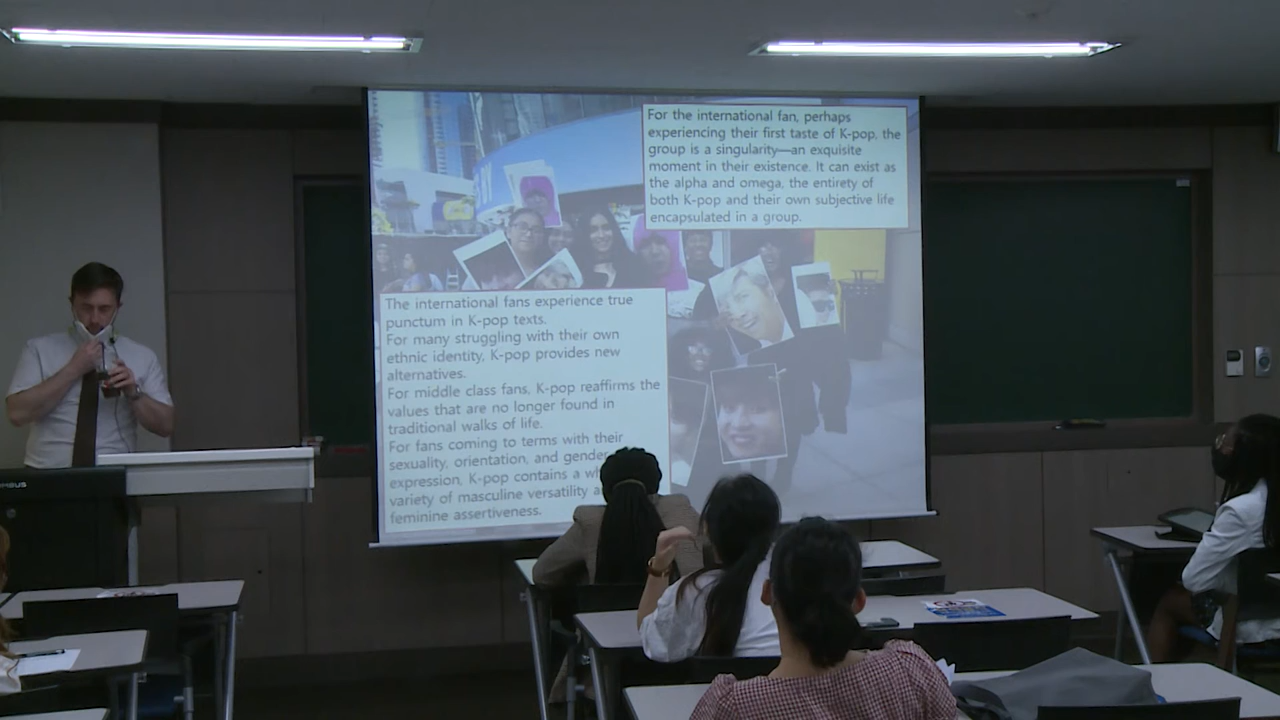 For the international fan, perhaps
experiencing their first taste of K-pop, the
group is a singularity—an exquisite
moment in their existence. It can exist as
the alpha and omega, the entirety of
both K-pop and their own subjective life
encapsulated in a group.
The international fans experience true
punctum in K-pop texts.
For many struggling with their own
ethnic identity, K-pop provides new
alternatives.
For middle class fans, K-pop reaffirms the
values that are no longer found in
traditional walks of life.
For fans coming to terms with their
sexuality, orientation, and gender
expression, K-pop contains a
variety of masculine versatility
feminine assertiveness.